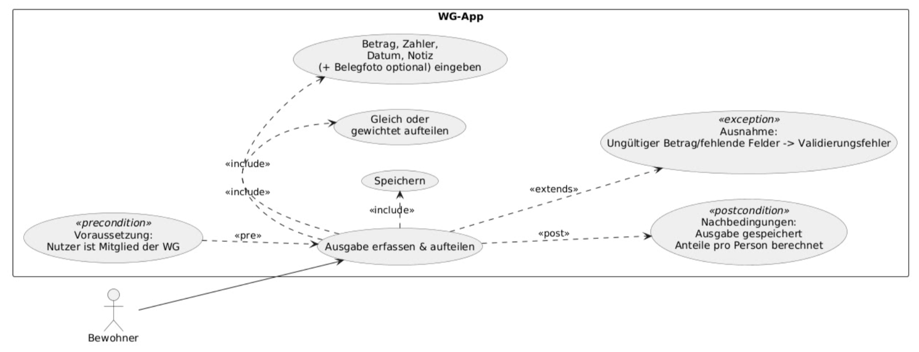 WG-App
Betrag, Zahler,
Datum, Notiz
(+ Belegfoto optional) eingeben
Gleich oder
gewichtet aufteilen
«exception»
Ausnahme:
Ungültiger Betrag/fehlende Felder -> Validierungsfehler
«include»
Speichern
«include»
«extends»
«include»
«precondition»
Voraussetzung:
Nutzer ist Mitglied der WG
«pre»
Ausgabe erfassen & aufteilen
«post»
«postcondition»
Nachbedingungen:
Ausgabe gespeichert
Anteile pro Person berechnet
Bewohner